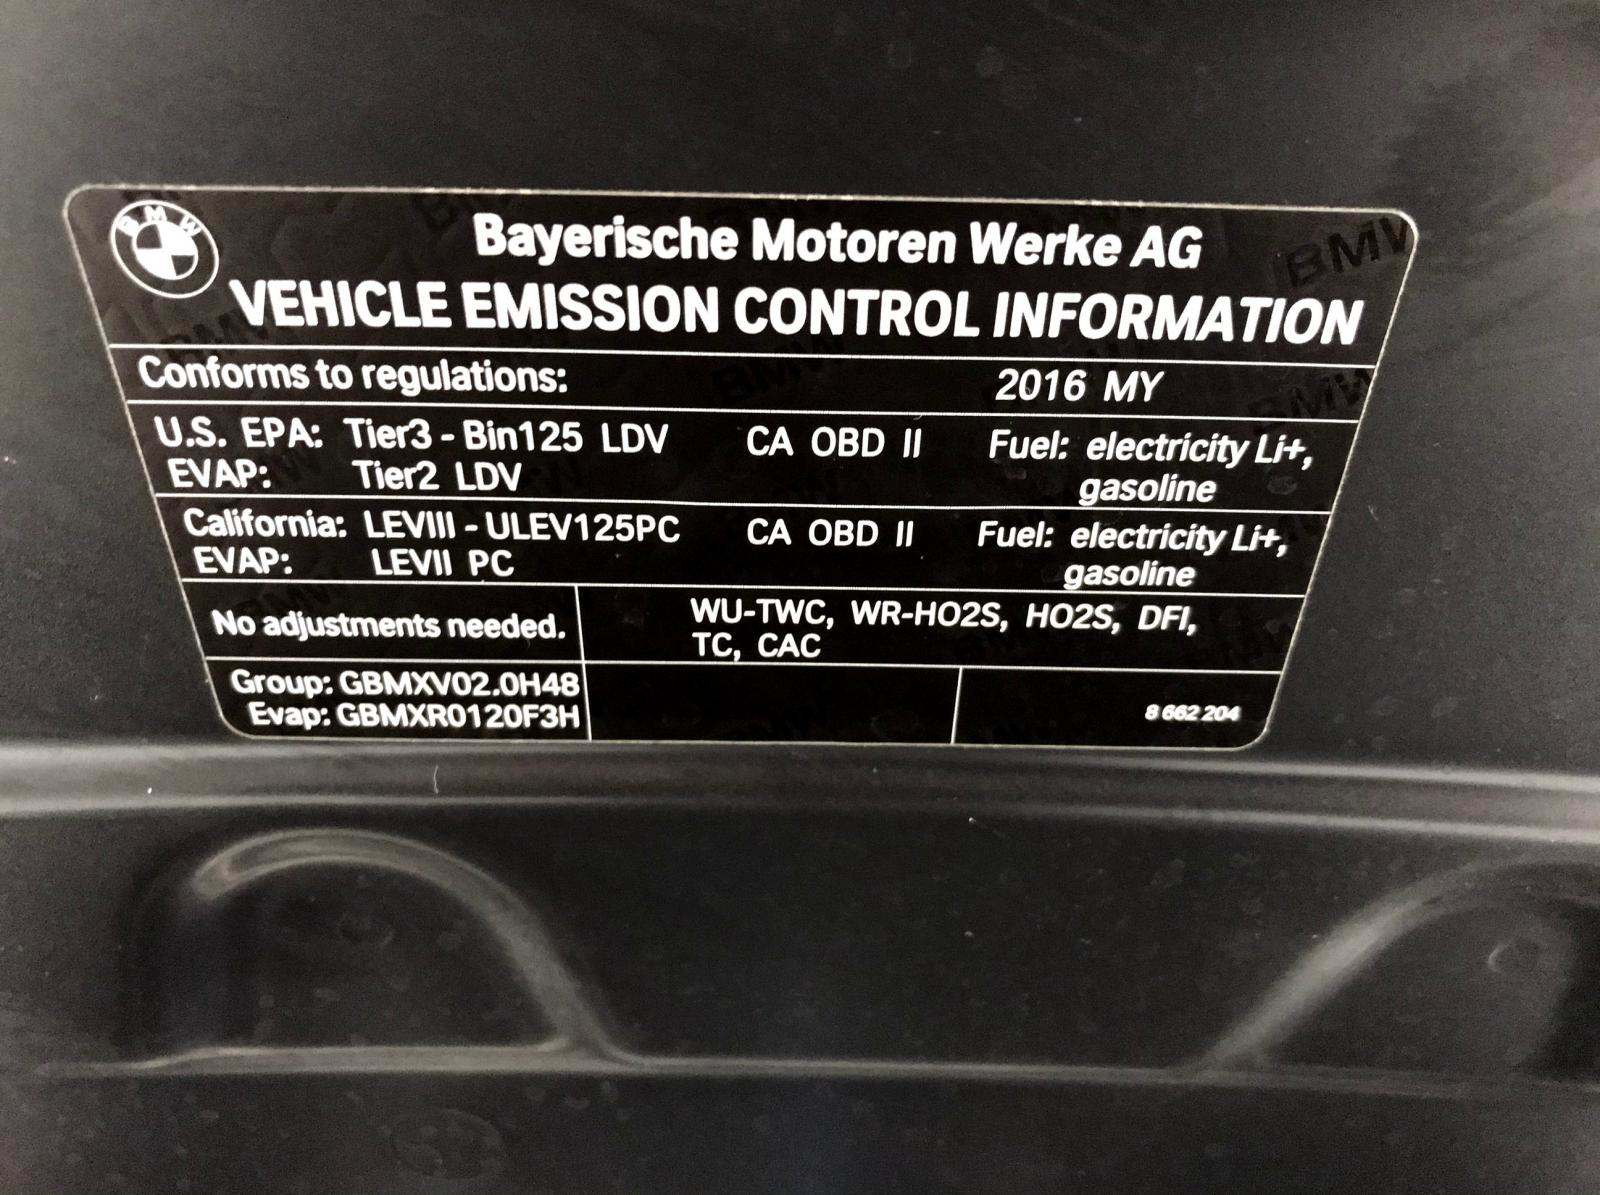 BMW
Bayerische Motoren Werke AG
VEHICLE EMISSION CONTROL INFORMATION
Conforms to regulations: 2016 MY
U.S. EPA: Tier3 - Bin125 LDV CA OBD II Fuel: electricity Li+,
EVAP: Tier2 LDV gasoline
California: LEVIII - ULEV125PC CA OBD II Fuel: electricity Li+,
EVAP: LEVII PC gasoline
No adjustments needed. WU-TWC, WR-HO2S, HO2S, DFI,
TC, CAC
Group: GBMXV02.0H48
Evap: GBMXR0120F3H 8 662 204